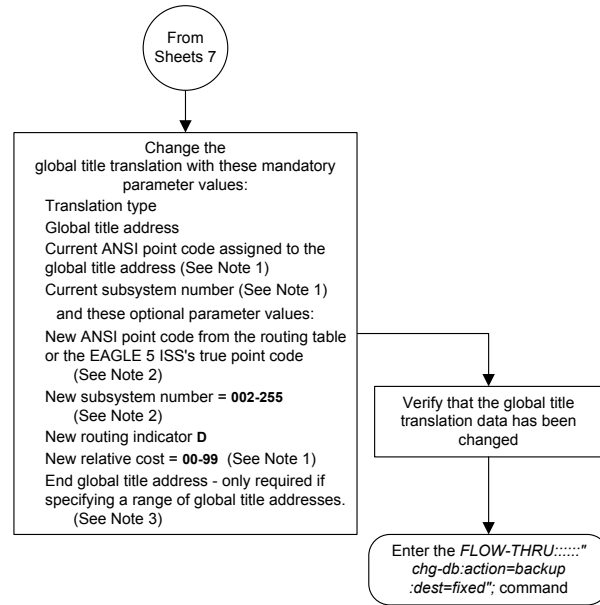 From
Sheets 7
Change the
global title translation with these mandatory
parameter values:
Translation type
Global title address
Current ANSI point code assigned to the
global title address (See Note 1)
Current subsystem number (See Note 1)
and these optional parameter values:
New ANSI point code from the routing table
or the EAGLE 5 ISS's true point code
(See Note 2)
New subsystem number = 002-255
(See Note 2)
New routing indicator D
New relative cost = 00-99 (See Note 1)
End global title address - only required if
specifying a range of global title addresses.
(See Note 3)
Verify that the global title
translation data has been
changed
Enter the FLOW-THRU::::::"
chg-db:action=backup
:dest=fixed"; command